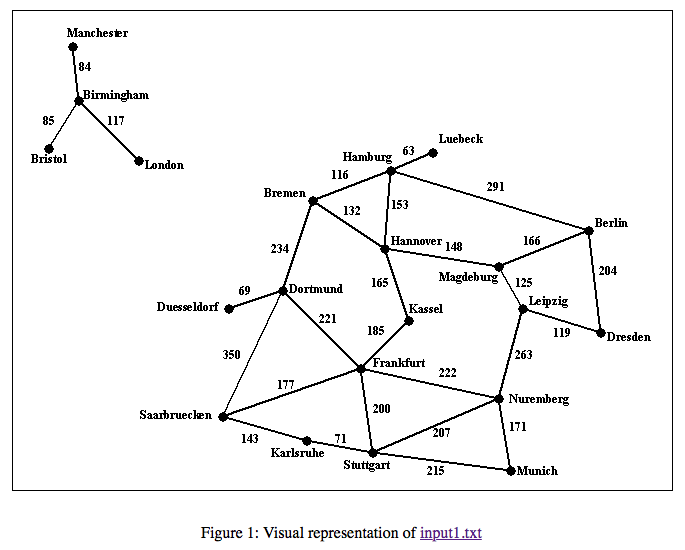 Manchester
84
Birmingham
85
117
Bristol
London
Luebeck
63
Hamburg
116
291
Bremen
132
153
Berlin
Hannover
148
166
234
204
Magdeburg
165
125
69
Dortmund
Leipzig
Duesseldorf
Kassel
221
185
119
Dresden
350
263
Frankfurt
177
222
200
Nuremberg
Saarbruecken
207
171
143
71
Karlsruhe
Stuttgart
215
Munich
Figure 1: Visual representation of input1.txt